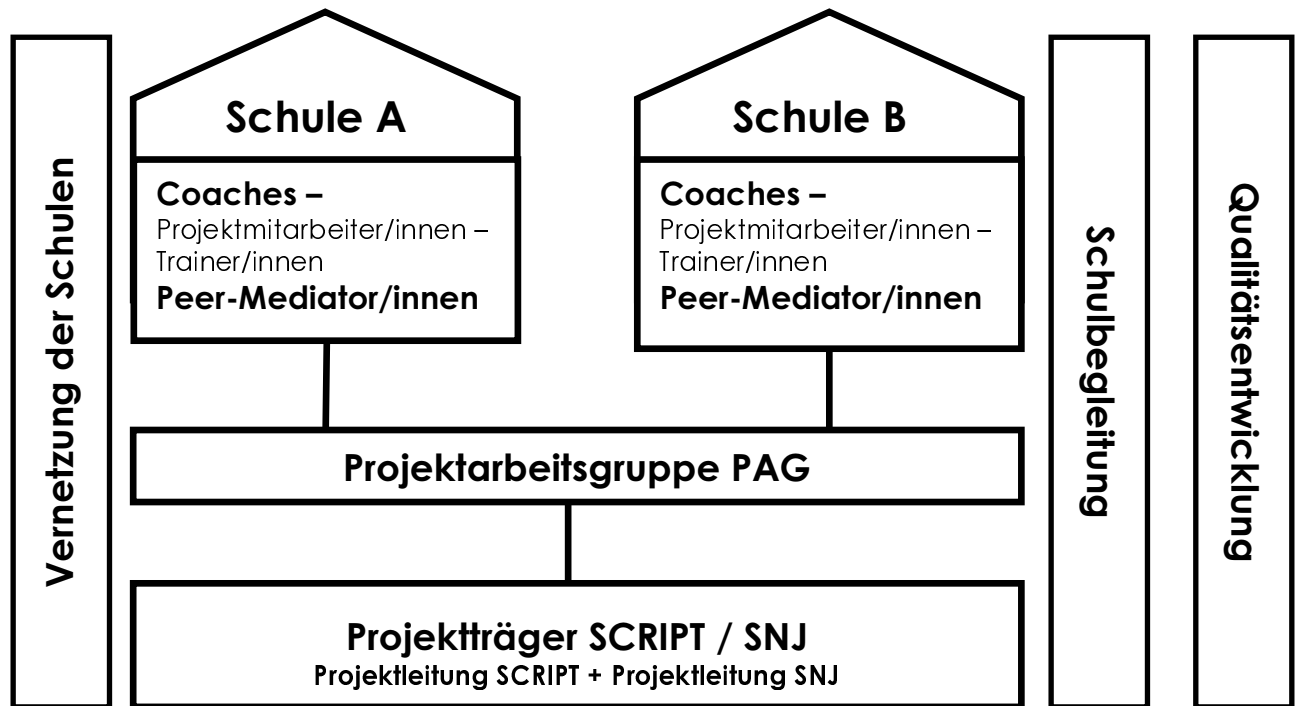 Vernetzung der Schulen
Schule A
Coaches –
Projektmitarbeiter/innen –
Trainer/innen
Peer-Mediator/innen
Schule B
Coaches –
Projektmitarbeiter/innen –
Trainer/innen
Peer-Mediator/innen
Projektarbeitsgruppe PAG
Projektträger SCRIPT / SNJ
Projektleitung SCRIPT + Projektleitung SNJ
Schulbegleitung
Qualitätsentwicklung